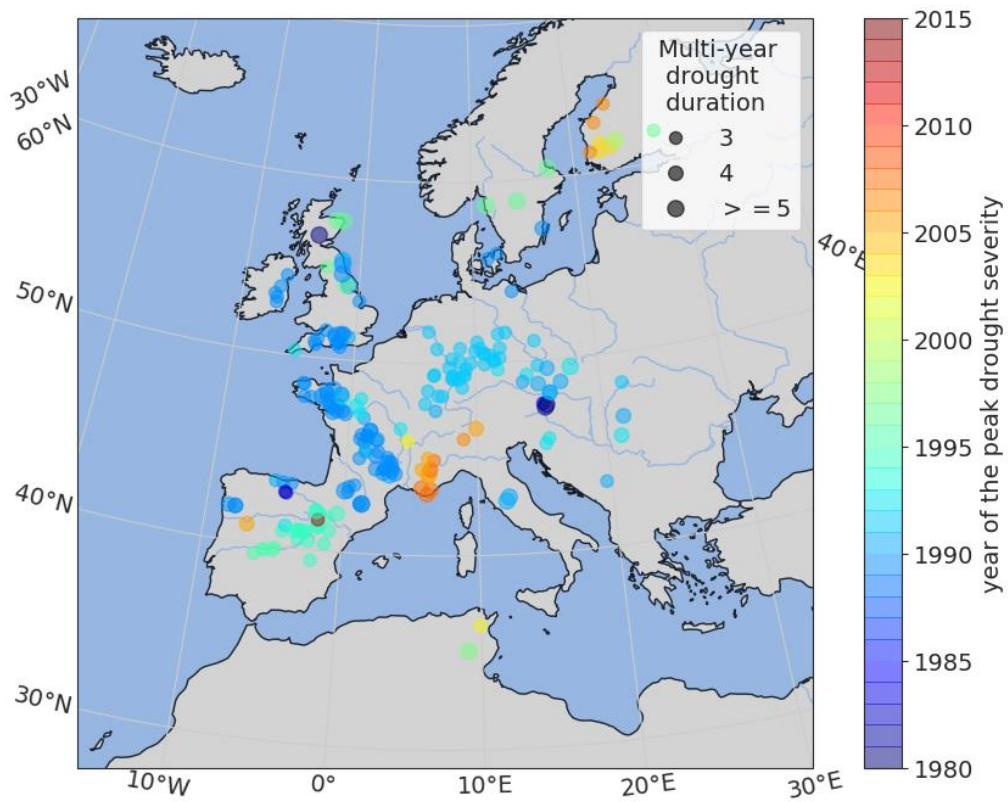 Multi-year
drought
duration
3
4
>=5
30°W
60°N
50°N
40°N
30°N
10°W
0°
10°E
20°E
30°E
40°E
2015
2010
2005
2000
1995
1990
1985
1980
year of the peak drought severity